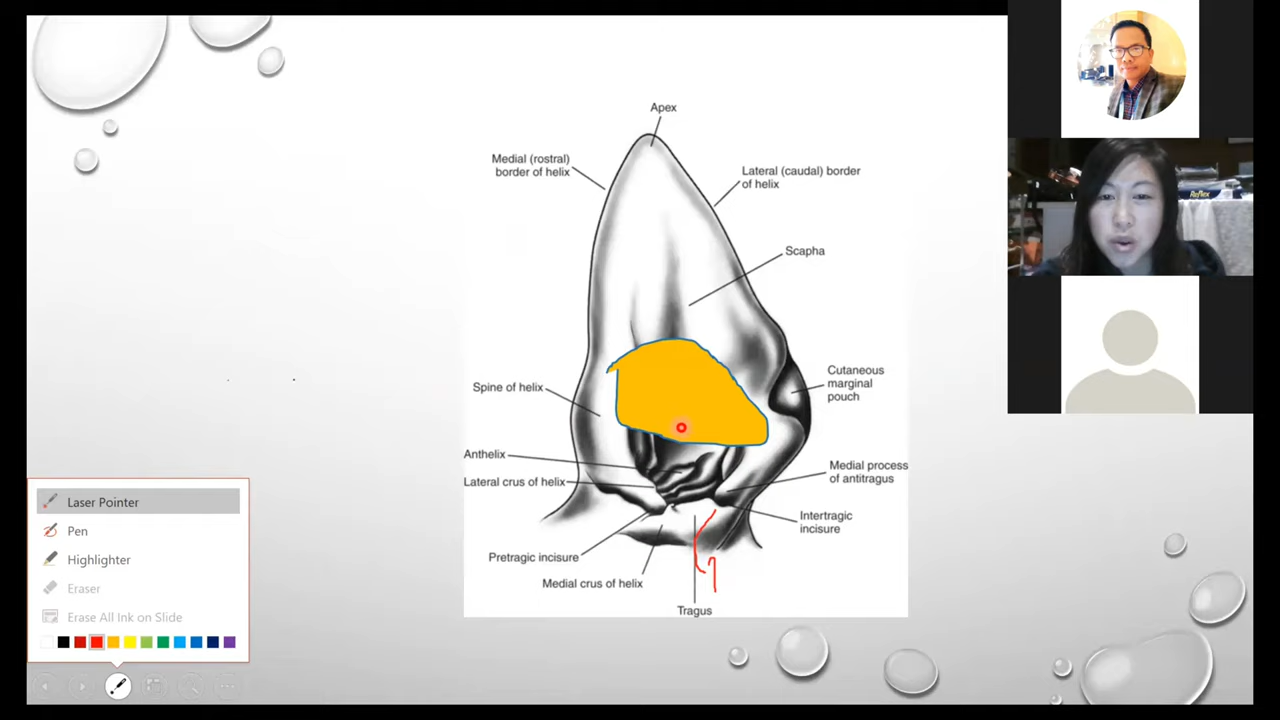 Apex
Medial (rostral)
border of helix
Lateral (caudal) border
of helix
Scapha
Spine of helix
Cutaneous
marginal
pouch
Anthelix
Lateral crus of helix
Medial process
of antitragus
Intertragic
incisure
Pretragic incisure
Medial crus of helix
Tragus
Laser Pointer
Pen
Highlighter
Eraser
Erase All Ink on Slide
Reflex